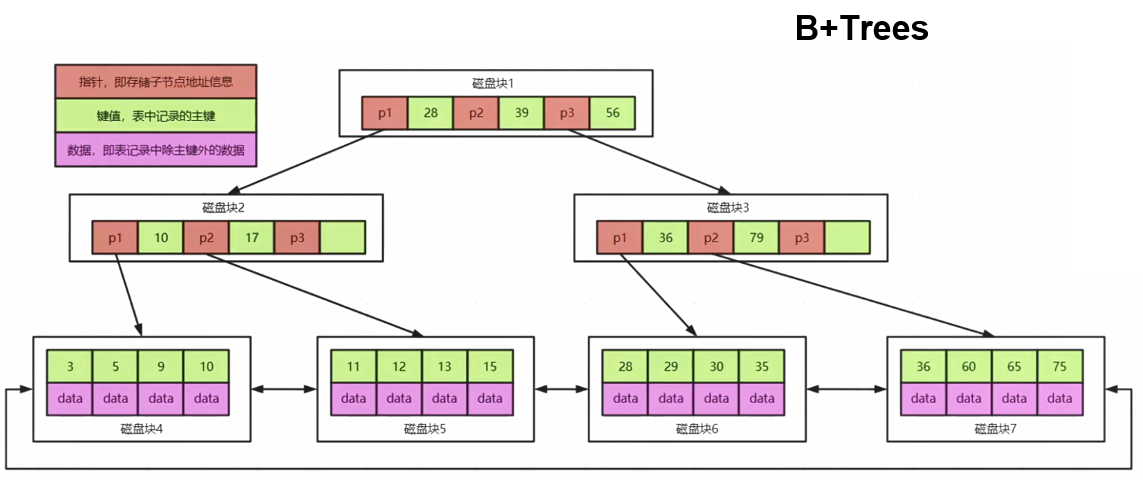 B+Trees
指针，即存储子节点地址信息
键值，表中记录的主键
数据，即表记录中除主键外的数据
磁盘块1
p1 28 p2 39 p3 56
磁盘块2
p1 10 p2 17 p3
磁盘块3
p1 36 p2 79 p3
3 5 9 10
data data data data
磁盘块4
11 12 13 15
data data data data
磁盘块5
28 29 30 35
data data data data
磁盘块6
36 60 65 75
data data data data
磁盘块7